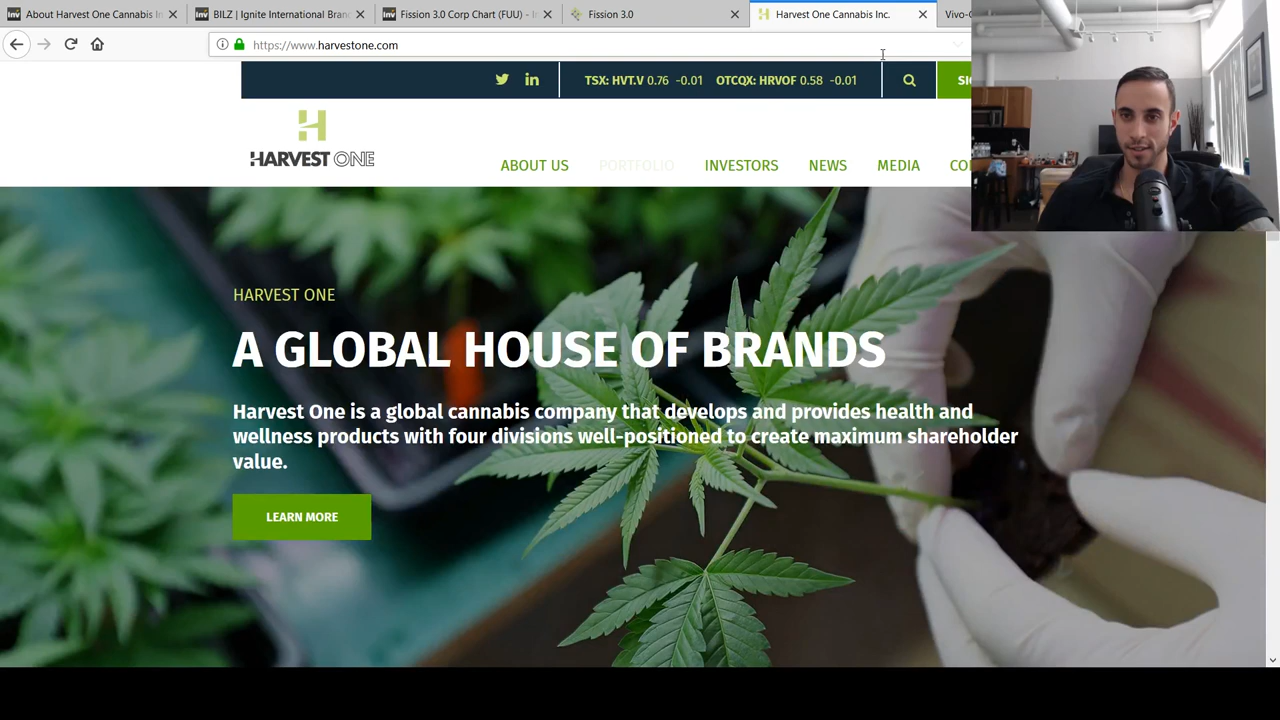 About Harvest One Cannabis In
BILZ | Ignite International Bran
Fission 3.0 Corp Chart (FUU) - I
Fission 3.0
Harvest One Cannabis Inc.
Vivo-C
https://www.harvestone.com
TSX: HVT.V 0.76 -0.01 OTCQX: HRVOF 0.58 -0.01
HARVEST ONE
ABOUT US
PORTFOLIO
INVESTORS
NEWS
MEDIA
HARVEST ONE
A GLOBAL HOUSE OF BRANDS
Harvest One is a global cannabis company that develops and provides health and
wellness products with four divisions well-positioned to create maximum shareholder
value.
LEARN MORE